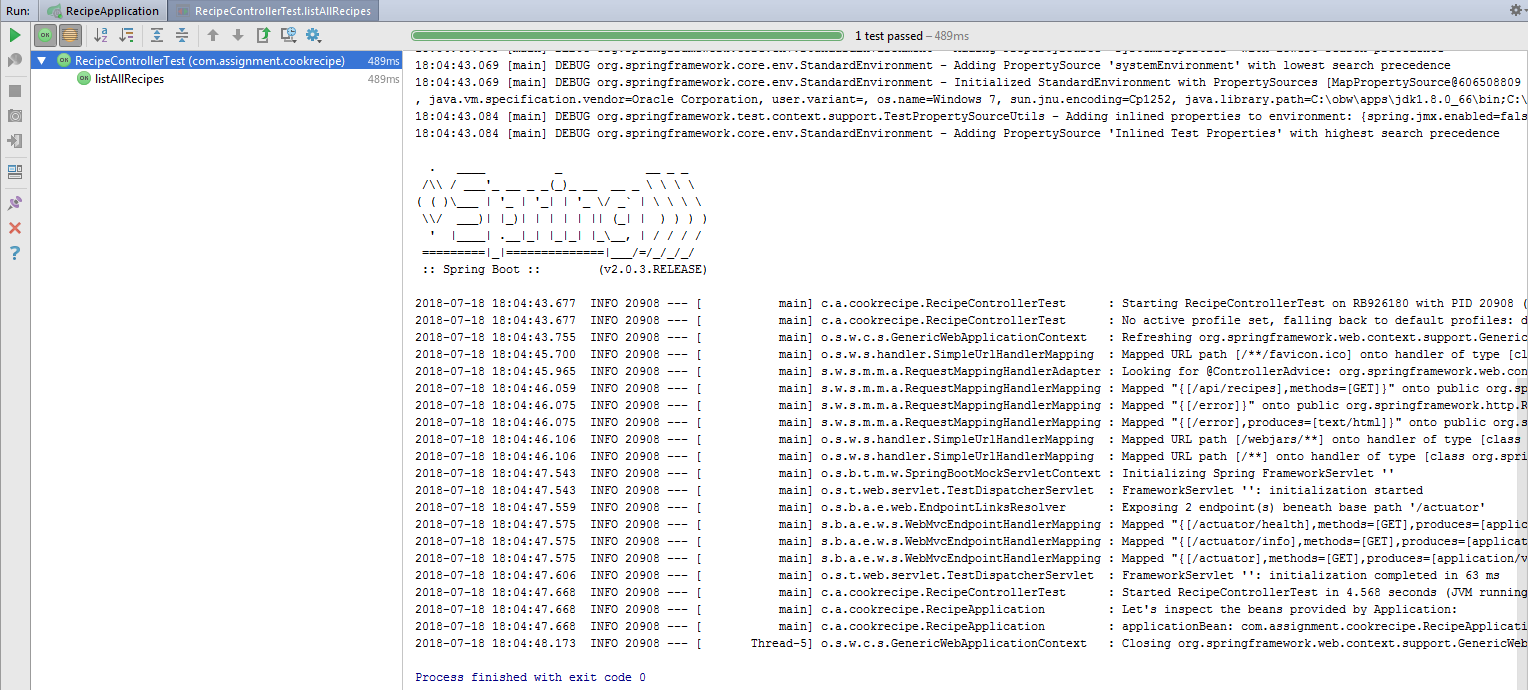 Run: RecipeApplication RecipeControllerTest.listAllRecipes
1 test passed – 489ms
RecipeControllerTest (com.assignment.cookrecipe) 489ms
listAllRecipes 489ms
18:04:43.069 [main] DEBUG org.springframework.core.env.StandardEnvironment - Adding PropertySource 'systemEnvironment' with lowest search precedence
18:04:43.069 [main] DEBUG org.springframework.core.env.StandardEnvironment - Initialized StandardEnvironment with PropertySources [MapPropertySource@606508809
, java.vm.specification.vendor=Oracle Corporation, user.variant=, os.name=Windows 7, sun.jnu.encoding=Cp1252, java.library.path=C:\obw\apps\jdk1.8.0_66\bin;C:\
18:04:43.084 [main] DEBUG org.springframework.test.context.support.TestPropertySourceUtils - Adding inlined properties to environment: {spring.jmx.enabled=fals
18:04:43.084 [main] DEBUG org.springframework.core.env.StandardEnvironment - Adding PropertySource 'Inlined Test Properties' with highest search precedence
:: Spring Boot :: (v2.0.3.RELEASE)
2018-07-18 18:04:43.677 INFO 20908 --- [ main] c.a.cookrecipe.RecipeControllerTest : Starting RecipeControllerTest on RB926180 with PID 20908 (
2018-07-18 18:04:43.677 INFO 20908 --- [ main] c.a.cookrecipe.RecipeControllerTest : No active profile set, falling back to default profiles: d
2018-07-18 18:04:43.755 INFO 20908 --- [ main] o.s.w.c.s.GenericWebApplicationContext : Refreshing org.springframework.web.context.support.Generic
2018-07-18 18:04:45.700 INFO 20908 --- [ main] o.s.w.s.handler.SimpleUrlHandlerMapping : Mapped URL path [/**/favicon.ico] onto handler of type [cl
2018-07-18 18:04:45.965 INFO 20908 --- [ main] s.w.s.m.m.a.RequestMappingHandlerAdapter : Looking for @ControllerAdvice: org.springframework.web.con
2018-07-18 18:04:46.059 INFO 20908 --- [ main] s.w.s.m.m.a.RequestMappingHandlerMapping : Mapped "{[/api/recipes],methods=[GET]}" onto public org.sp
2018-07-18 18:04:46.075 INFO 20908 --- [ main] s.w.s.m.m.a.RequestMappingHandlerMapping : Mapped "{[/error]}" onto public org.springframework.http.R
2018-07-18 18:04:46.075 INFO 20908 --- [ main] s.w.s.m.m.a.RequestMappingHandlerMapping : Mapped "{[/error],produces=[text/html]}" onto public org.s
2018-07-18 18:04:46.106 INFO 20908 --- [ main] o.s.w.s.handler.SimpleUrlHandlerMapping : Mapped URL path [/webjars/**] onto handler of type [class
2018-07-18 18:04:46.106 INFO 20908 --- [ main] o.s.w.s.handler.SimpleUrlHandlerMapping : Mapped URL path [/**] onto handler of type [class org.spri
2018-07-18 18:04:47.543 INFO 20908 --- [ main] o.s.b.t.m.w.SpringBootMockServletContext : Initializing Spring FrameworkServlet ''
2018-07-18 18:04:47.543 INFO 20908 --- [ main] o.s.t.web.servlet.TestDispatcherServlet : FrameworkServlet '': initialization started
2018-07-18 18:04:47.559 INFO 20908 --- [ main] o.s.b.a.e.web.EndpointLinksResolver : Exposing 2 endpoint(s) beneath base path '/actuator'
2018-07-18 18:04:47.575 INFO 20908 --- [ main] s.b.a.e.w.s.WebMvcEndpointHandlerMapping : Mapped "{[/actuator/health],methods=[GET],produces=[applic
2018-07-18 18:04:47.575 INFO 20908 --- [ main] s.b.a.e.w.s.WebMvcEndpointHandlerMapping : Mapped "{[/actuator/info],methods=[GET],produces=[applicat
2018-07-18 18:04:47.575 INFO 20908 --- [ main] s.b.a.e.w.s.WebMvcEndpointHandlerMapping : Mapped "{[/actuator],methods=[GET],produces=[application/v
2018-07-18 18:04:47.606 INFO 20908 --- [ main] o.s.t.web.servlet.TestDispatcherServlet : FrameworkServlet '': initialization completed in 63 ms
2018-07-18 18:04:47.668 INFO 20908 --- [ main] c.a.cookrecipe.RecipeControllerTest : Started RecipeControllerTest in 4.568 seconds (JVM running
2018-07-18 18:04:47.668 INFO 20908 --- [ main] c.a.cookrecipe.RecipeApplication : Let's inspect the beans provided by Application:
2018-07-18 18:04:47.668 INFO 20908 --- [ main] c.a.cookrecipe.RecipeApplication : applicationBean: com.assignment.cookrecipe.RecipeApplicati
2018-07-18 18:04:48.173 INFO 20908 --- [ Thread-5] o.s.w.c.s.GenericWebApplicationContext : Closing org.springframework.web.context.support.GenericWeb
Process finished with exit code 0